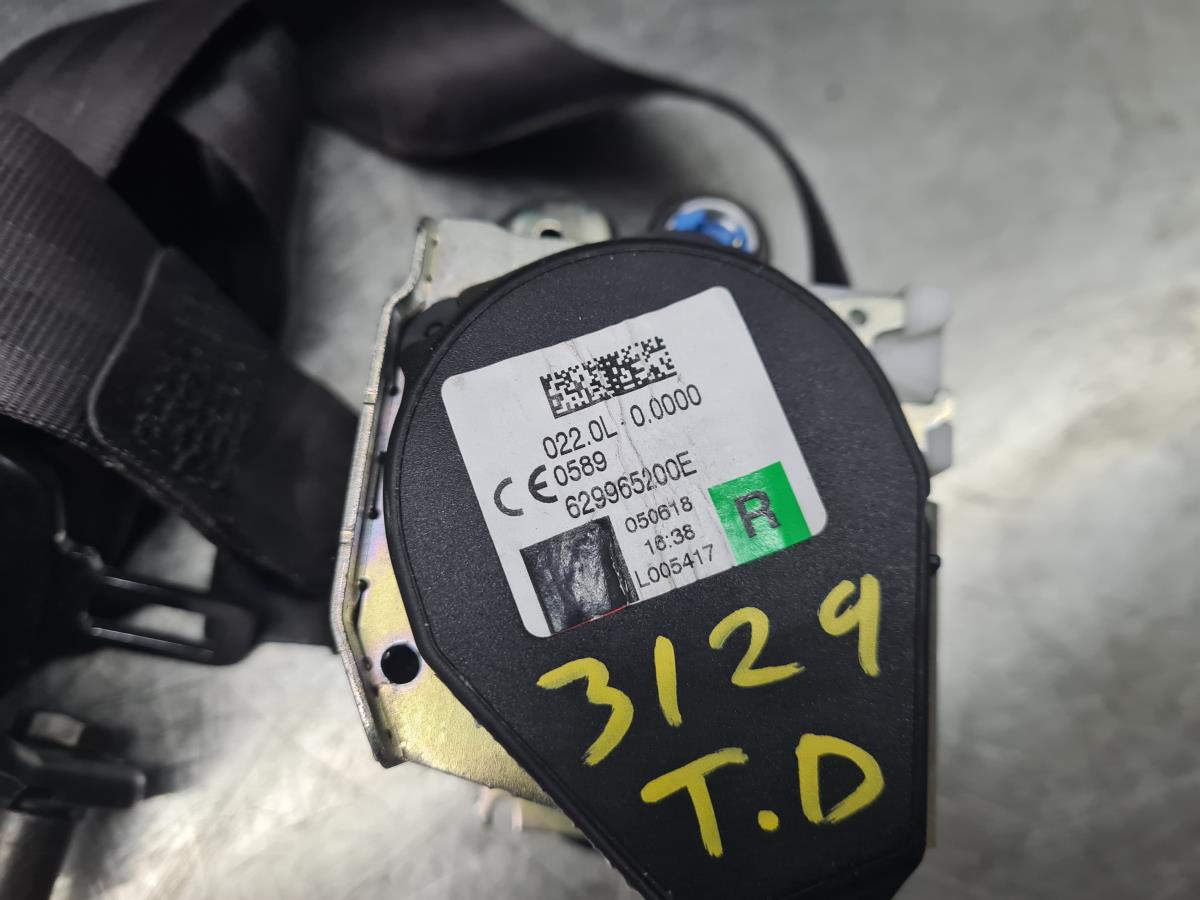 022.0L-0.0000
CE 0589
629965200E
050618
16:38
L005417
R
3129
T.D